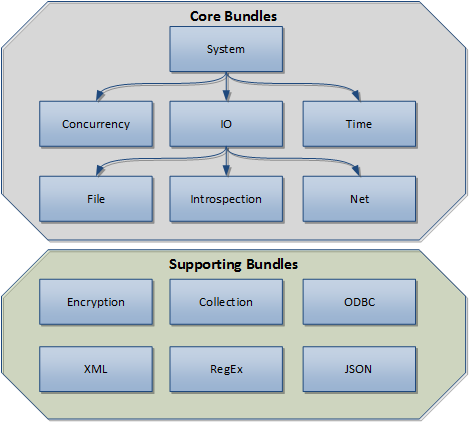 Core Bundles
System
Concurrency
IO
Time
File
Introspection
Net
Supporting Bundles
Encryption
Collection
ODBC
XML
RegEx
JSON